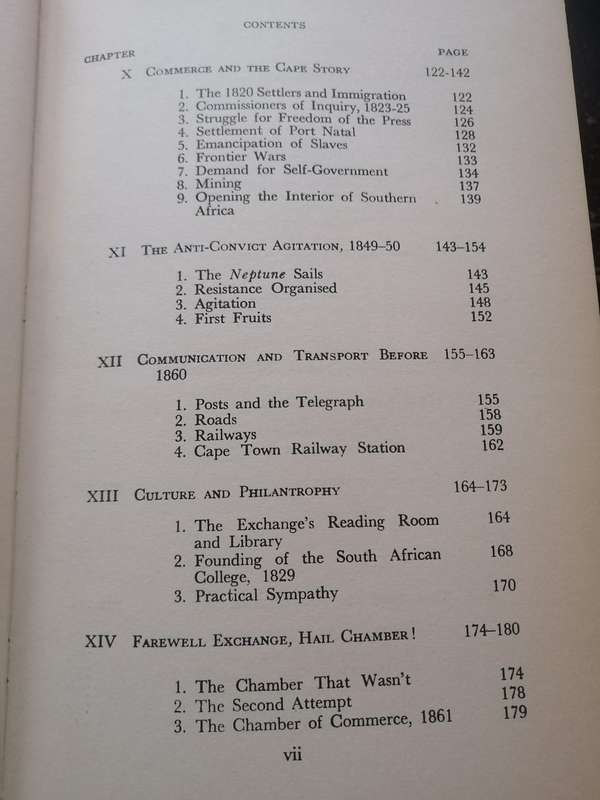 CONTENTS
CHAPTER PAGE
X COMMERCE AND THE CAPE STORY 122-142
1. The 1820 Settlers and Immigration 122
2. Commissioners of Inquiry, 1823-25 124
3. Struggle for Freedom of the Press 126
4. Settlement of Port Natal 128
5. Emancipation of Slaves 132
6. Frontier Wars 133
7. Demand for Self-Government 134
8. Mining 137
9. Opening the Interior of Southern 139
Africa
XI THE ANTI-CONVICT AGITATION, 1849-50 143-154
1. The Neptune Sails 143
2. Resistance Organised 145
3. Agitation 148
4. First Fruits 152
XII COMMUNICATION AND TRANSPORT BEFORE 155-163
1860
1. Posts and the Telegraph 155
2. Roads 158
3. Railways 159
4. Cape Town Railway Station 162
XIII CULTURE AND PHILANTROPHY 164-173
1. The Exchange's Reading Room 164
and Library
2. Founding of the South African 168
College, 1829
3. Practical Sympathy 170
XIV FAREWELL EXCHANGE, HAIL CHAMBER! 174-180
1. The Chamber That Wasn't 174
2. The Second Attempt 178
3. The Chamber of Commerce, 1861 179
vii